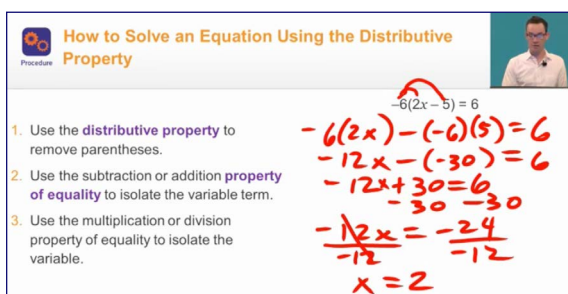 How to Solve an Equation Using the Distributive
Property
Procedure
1. Use the distributive property to
remove parentheses.
2. Use the subtraction or addition property
of equality to isolate the variable term.
3. Use the multiplication or division
property of equality to isolate the
variable.
-6(2x - 5) = 6
-6(2x) - (-6)(5) = 6
-12x - (-30) = 6
-12x + 30 = 6
-30 -30
-12x = -24
-12 -12
x = 2